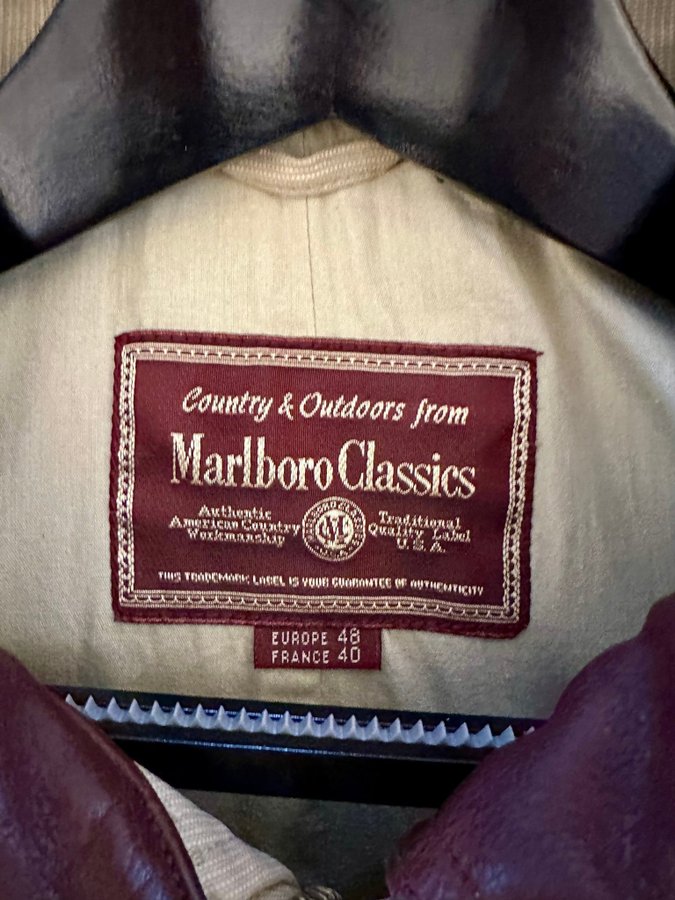 Country & Outdoors from
Marlboro Classics
Authentic
American Country
Workmanship
Traditional
Quality Label
U.S.A.
THIS TRADEMARK LABEL IS YOUR GUARANTEE OF AUTHENTICITY
EUROPE 48
FRANCE 40